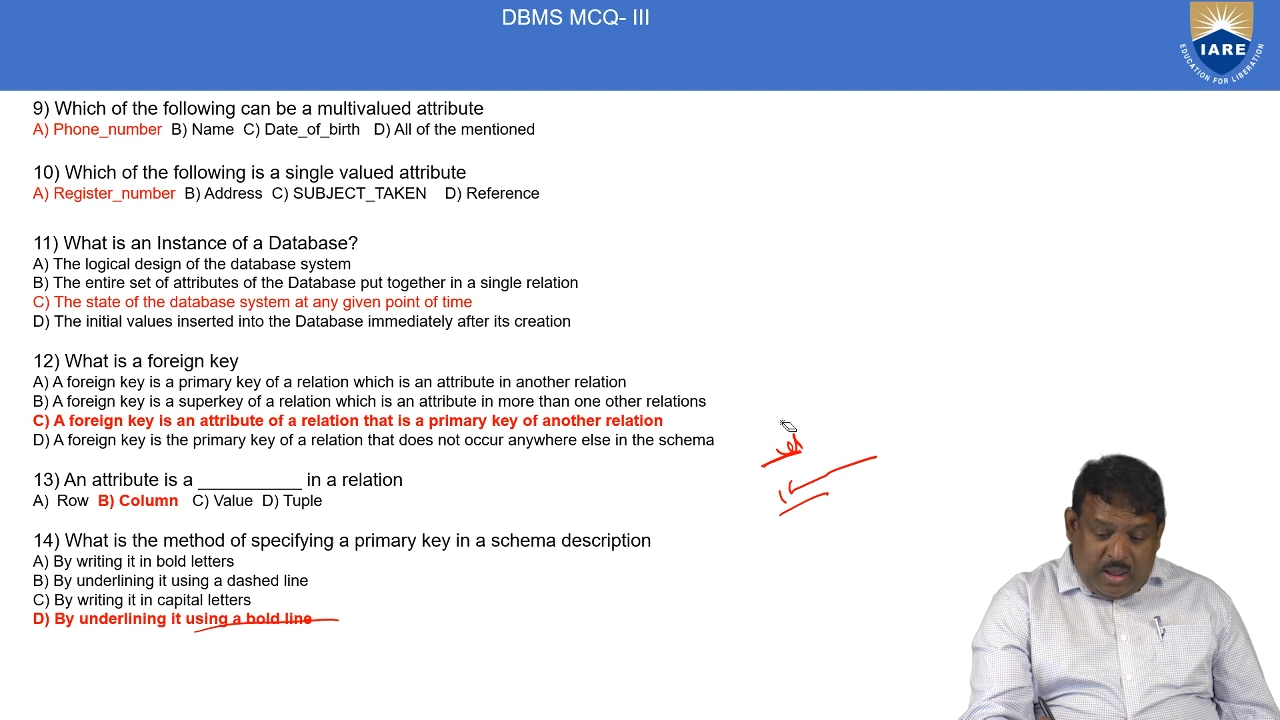 DBMS MCQ- III
IARE
EDUCATION FOR LIBERATION
9) Which of the following can be a multivalued attribute
A) Phone_number B) Name C) Date_of_birth D) All of the mentioned
10) Which of the following is a single valued attribute
A) Register_number B) Address C) SUBJECT_TAKEN D) Reference
11) What is an Instance of a Database?
A) The logical design of the database system
B) The entire set of attributes of the Database put together in a single relation
C) The state of the database system at any given point of time
D) The initial values inserted into the Database immediately after its creation
12) What is a foreign key
A) A foreign key is a primary key of a relation which is an attribute in another relation
B) A foreign key is a superkey of a relation which is an attribute in more than one other relations
C) A foreign key is an attribute of a relation that is a primary key of another relation
D) A foreign key is the primary key of a relation that does not occur anywhere else in the schema
13) An attribute is a __________ in a relation
A) Row B) Column C) Value D) Tuple
14) What is the method of specifying a primary key in a schema description
A) By writing it in bold letters
B) By underlining it using a dashed line
C) By writing it in capital letters
D) By underlining it using a bold line